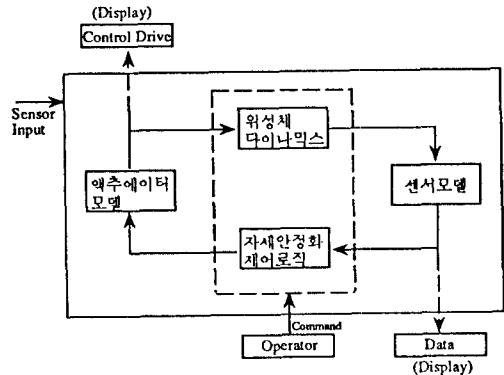 (Display)
Control Drive
Sensor
Input
위성체
다이나믹스
액추에이터
모델
센서모델
자세안정화
제어로직
Command
Operator
Data
(Display)